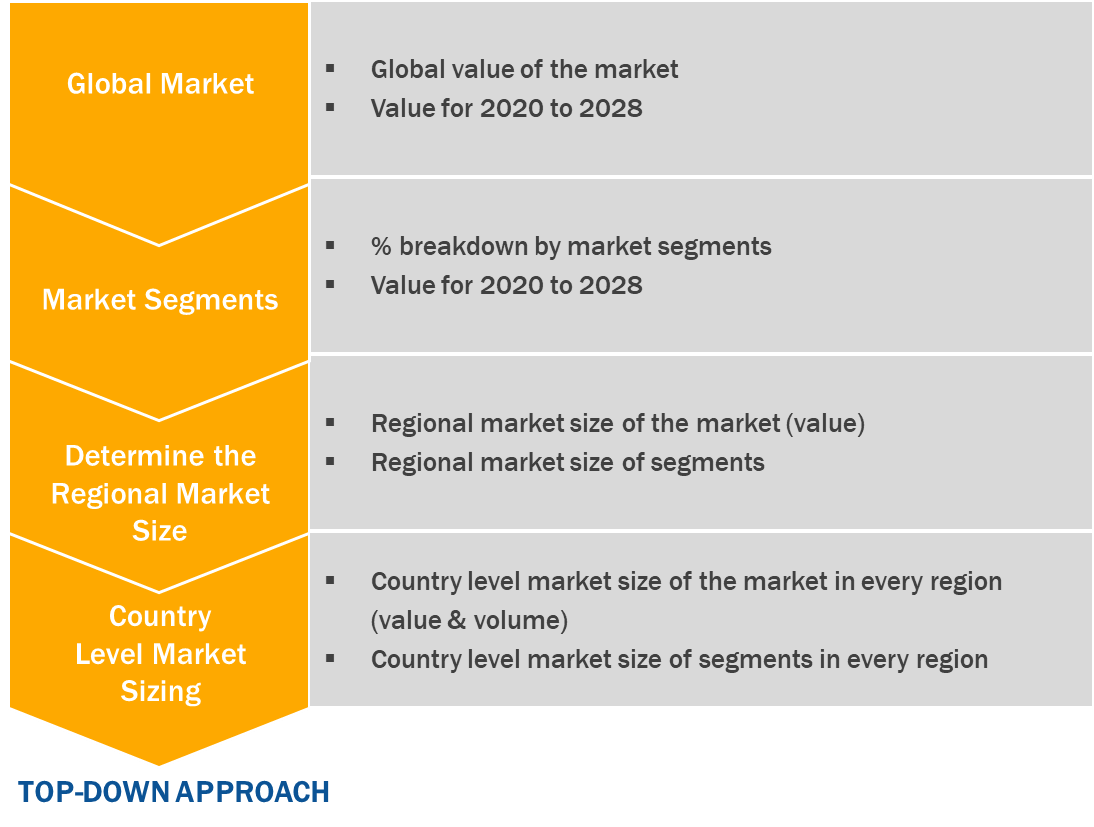 Global Market
▪ Global value of the market
▪ Value for 2020 to 2028
Market Segments
▪ % breakdown by market segments
▪ Value for 2020 to 2028
Determine the
Regional Market
Size
▪ Regional market size of the market (value)
▪ Regional market size of segments
Country
Level Market
Sizing
▪ Country level market size of the market in every region
(value & volume)
▪ Country level market size of segments in every region
TOP-DOWN APPROACH